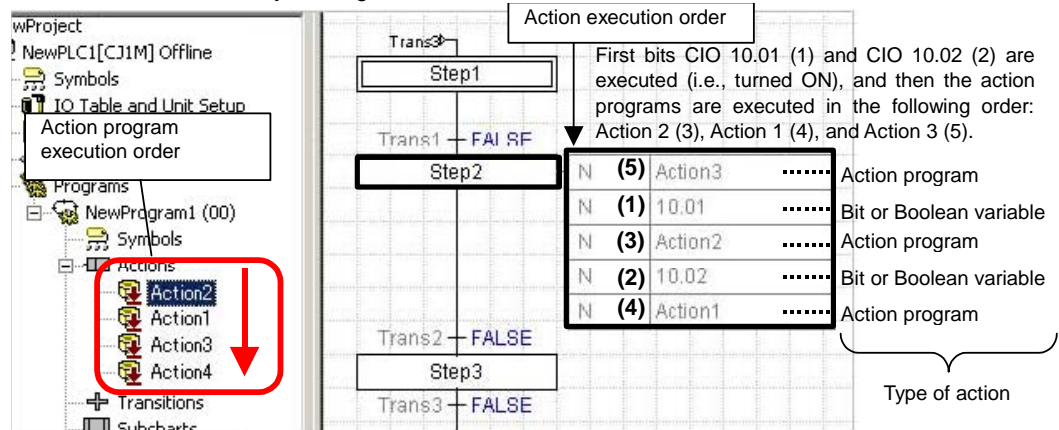 wProject
NewPLC1[CJ1M] Offline
Symbols
IO Table and Unit Setup
Action program
execution order
Programs
NewProgram1 (00)
Symbols
Actions
Action2
Action1
Action3
Action4
Transitions
Subcharts
Action execution order
First bits CIO 10.01 (1) and CIO 10.02 (2) are
executed (i.e., turned ON), and then the action
programs are executed in the following order:
Action 2 (3), Action 1 (4), and Action 3 (5).
Trans3
Step1
Trans1 FALSE
Step2
N (5) Action3 Action program
N (1) 10.01 Bit or Boolean variable
N (3) Action2 Action program
N (2) 10.02 Bit or Boolean variable
N (4) Action1 Action program
Trans2 FALSE
Step3
Trans3 FALSE
Type of action